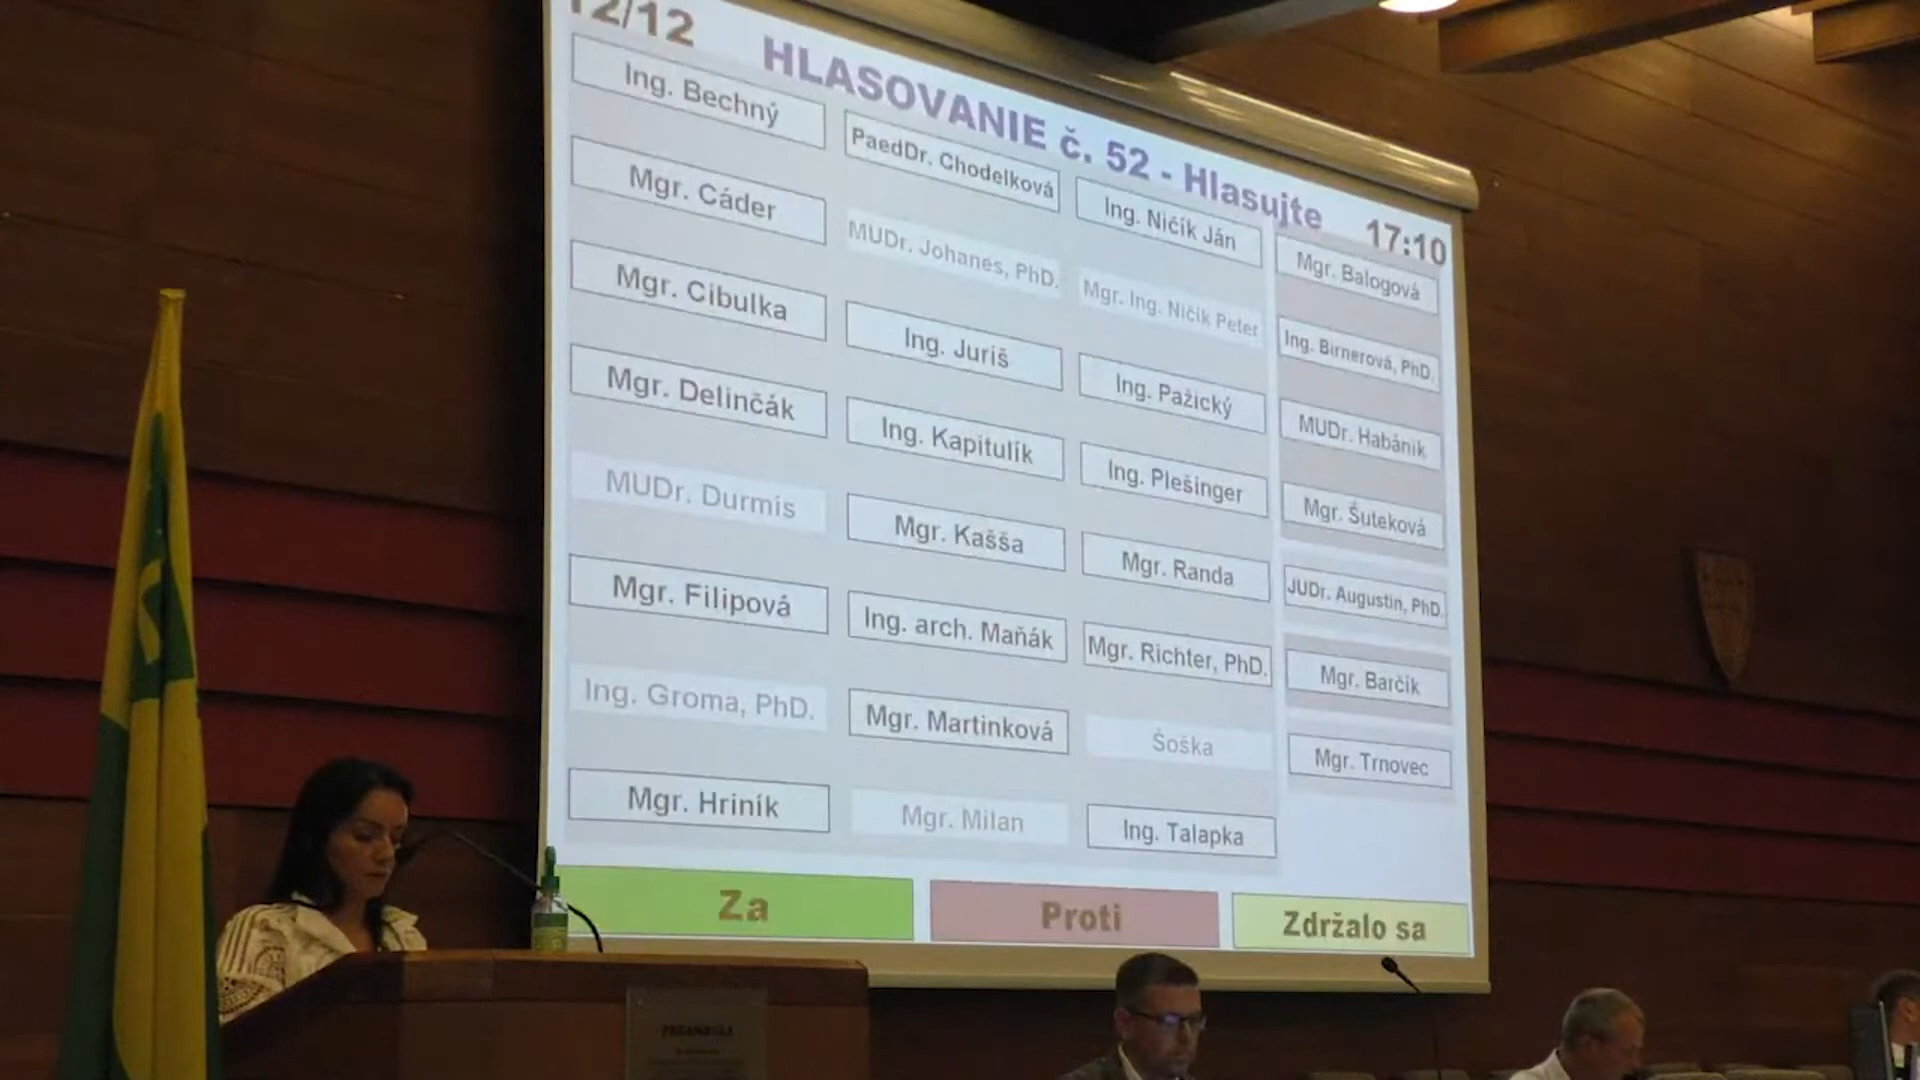 12/12
HLASOVANIE č. 52 - Hlasujte
17:10
Ing. Bechný
Mgr. Cáder
Mgr. Cibulka
Mgr. Delinčák
MUDr. Durmis
Mgr. Filipová
Ing. Groma, PhD.
Mgr. Hriník
PaedDr. Chodelková
MUDr. Johanes, PhD.
Ing. Juriš
Ing. Kapitulík
Mgr. Kašša
Ing. arch. Maňák
Mgr. Martinková
Mgr. Milan
Ing. Ničík Ján
Mgr. Ing. Ničík Peter
Ing. Pažický
Ing. Plešinger
Mgr. Randa
Mgr. Richter, PhD.
Šoška
Ing. Talapka
Mgr. Balogová
Ing. Birnerová, PhD.
MUDr. Habánik
Mgr. Šuteková
JUDr. Augustin, PhD.
Mgr. Barčík
Mgr. Trnovec
Za
Proti
Zdržalo sa